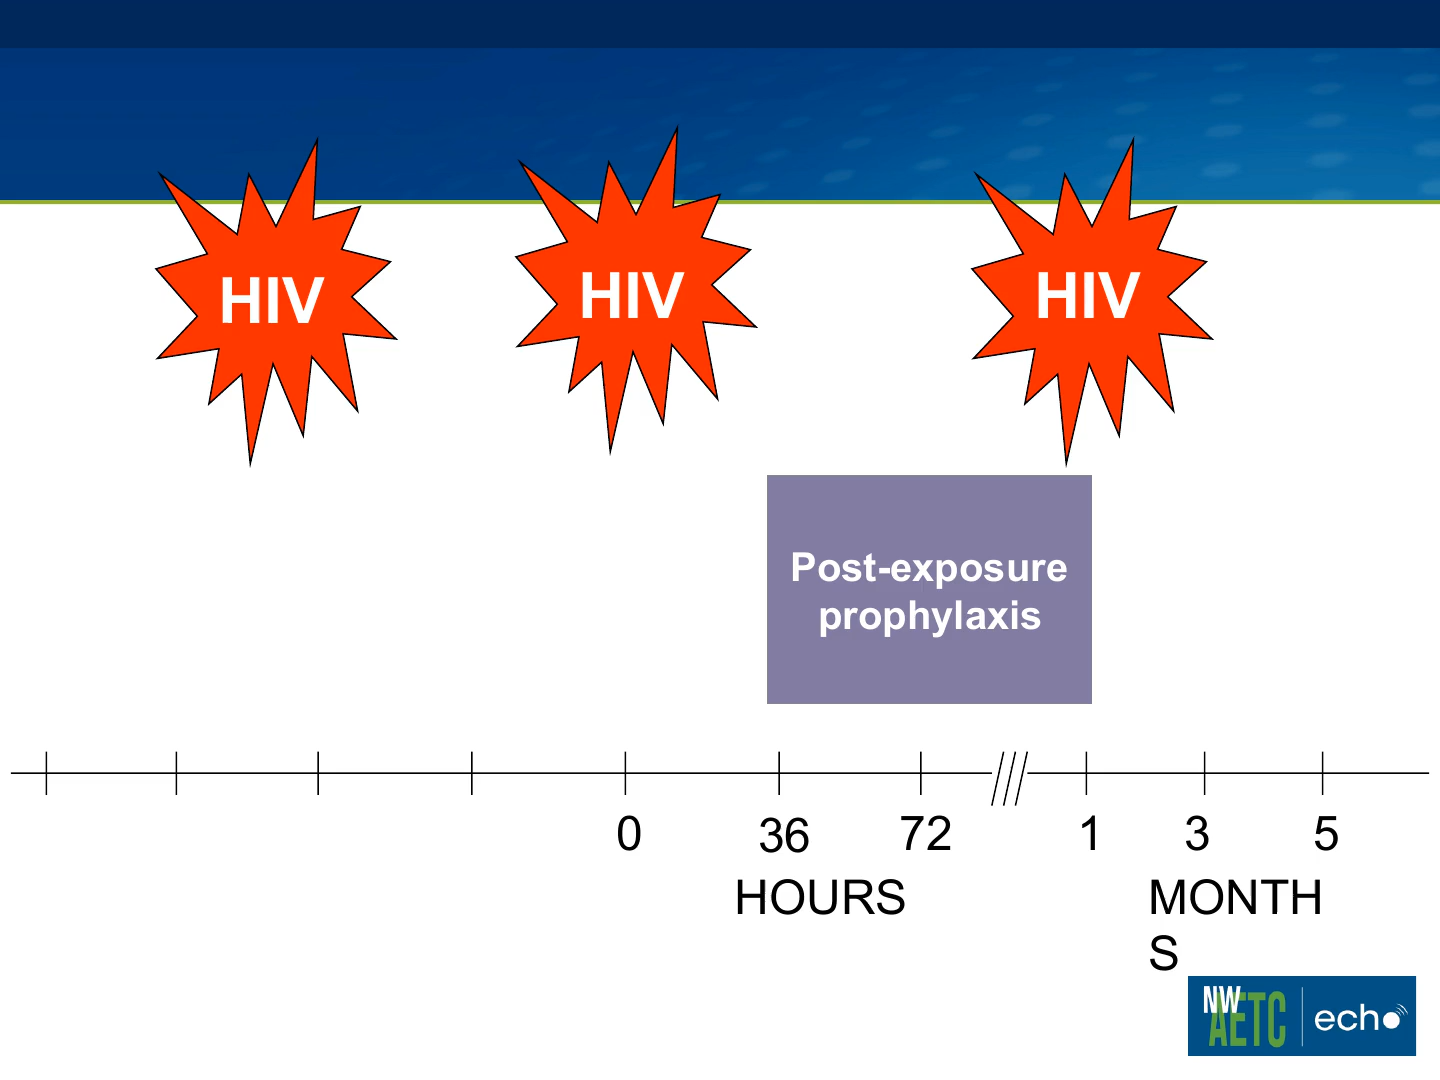 HIV
HIV
HIV
Post-exposure
prophylaxis
0 36 72 1 3 5
HOURS
MONTH
S
NW
AETC
echo